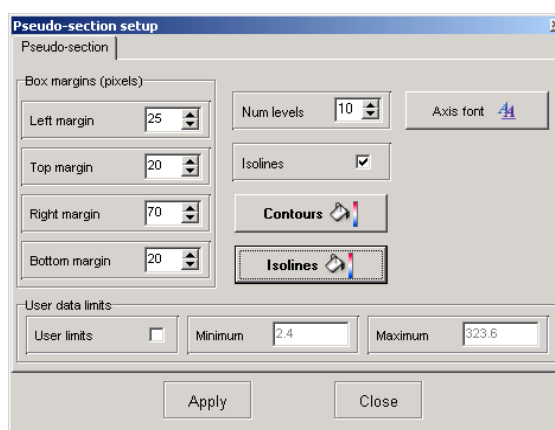 Pseudo-section setup
Pseudo-section
Box margins (pixels)
Left margin 25
Top margin 20
Right margin 70
Bottom margin 20
Num levels 10
Isolines
Contours
Isolines
Axis font
User data limits
User limits
Minimum 2.4
Maximum 323.6
Apply
Close